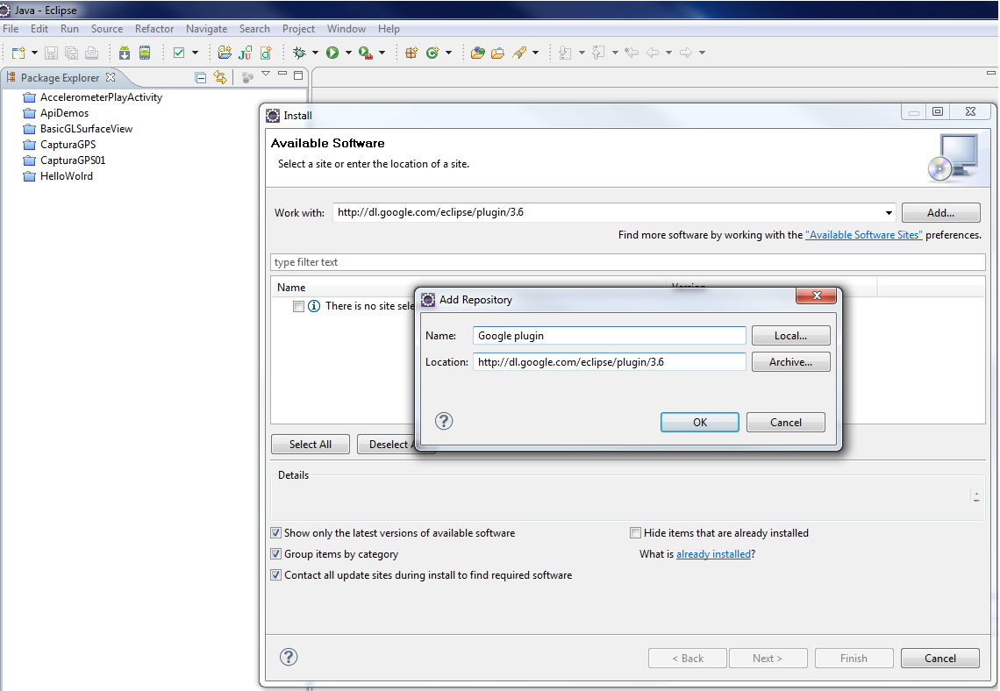 Java - Eclipse
File Edit Run Source Refactor Navigate Search Project Window Help
Package Explorer
AccelerometerPlayActivity
ApiDemos
BasicGLSurfaceView
CapturaGPS
CapturaGPS01
HelloWolrd
Install
Available Software
Select a site or enter the location of a site.
Work with: http://dl.google.com/eclipse/plugin/3.6 Add...
Find more software by working with the "Available Software Sites" preferences.
type filter text
Name Version
There is no site sele
Add Repository
Name: Google plugin Local...
Location: http://dl.google.com/eclipse/plugin/3.6 Archive...
OK Cancel
Select All Deselect A
Details
Show only the latest versions of available software Hide items that are already installed
Group items by category What is already installed?
Contact all update sites during install to find required software
< Back Next > Finish Cancel